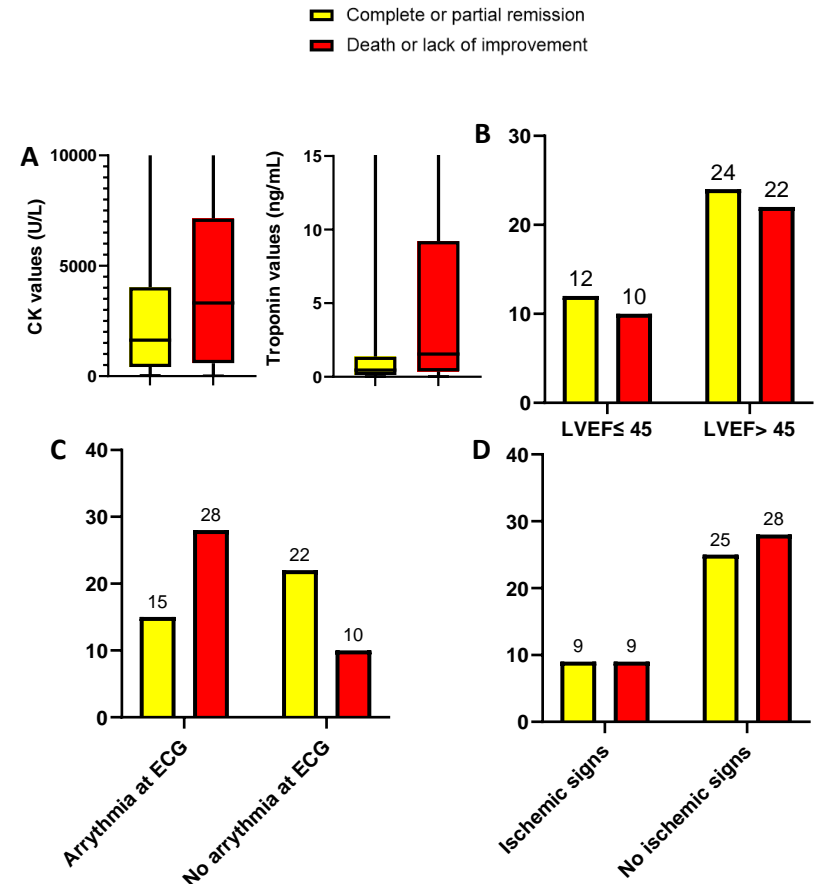 Complete or partial remission
Death or lack of improvement
A
CK values (U/L)
10000
5000
0
Troponin values (ng/mL)
15
10
5
0
B
30
20
10
0
12
10
24
22
LVEF≤ 45
LVEF> 45
C
40
30
20
10
0
15
28
22
10
Arrythmia at ECG
No arrythmia at ECG
D
40
30
20
10
0
9
9
25
28
Ischemic signs
No ischemic signs